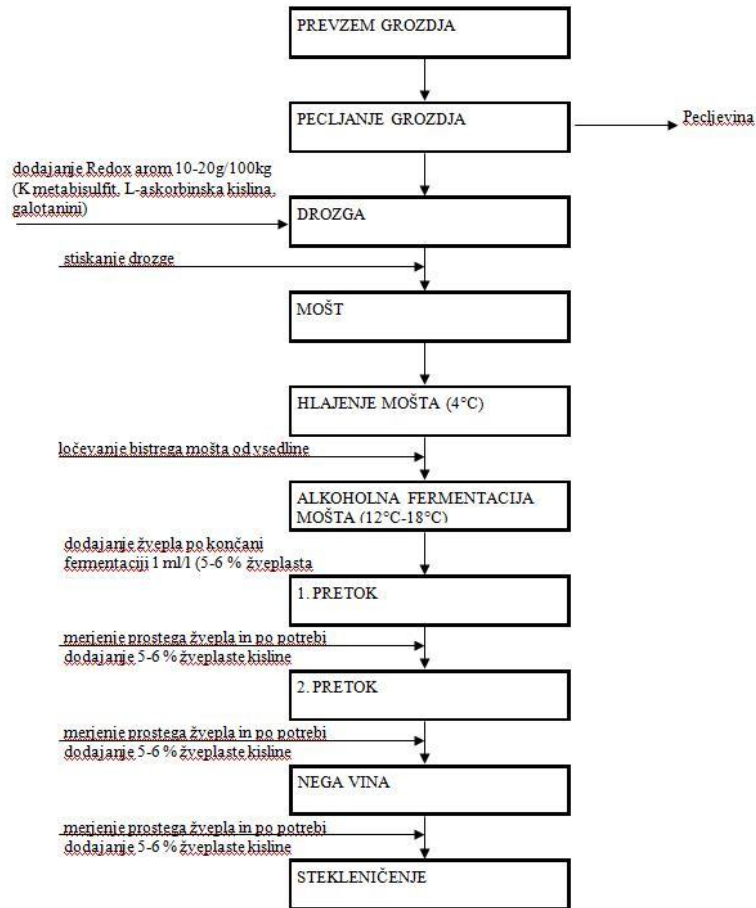 PREVZEM GROZDJA
PECLJANJE GROZDJA
Pecljevina
dodajanje Redox arom 10-20g/100kg
(K metabisulfit, L-askorbinska kislina,
galotanini)
DROZGA
stiskanje drozge
MOŠT
HLAJENJE MOŠTA (4°C)
ločevanje bistrega mošta od vsedline
ALKOHOLNA FERMENTACIJA
MOŠTA (12°C-18°C)
dodajanje žvepla po končani
fermentaciji 1 ml/l (5-6 % žveplasta
1. PRETOK
merjenje prostega žvepla in po potrebi
dodajanje 5-6 % žveplaste kisline
2. PRETOK
merjenje prostega žvepla in po potrebi
dodajanje 5-6 % žveplaste kisline
NEGA VINA
merjenje prostega žvepla in po potrebi
dodajanje 5-6 % žveplaste kisline
STEKLENIČENJE